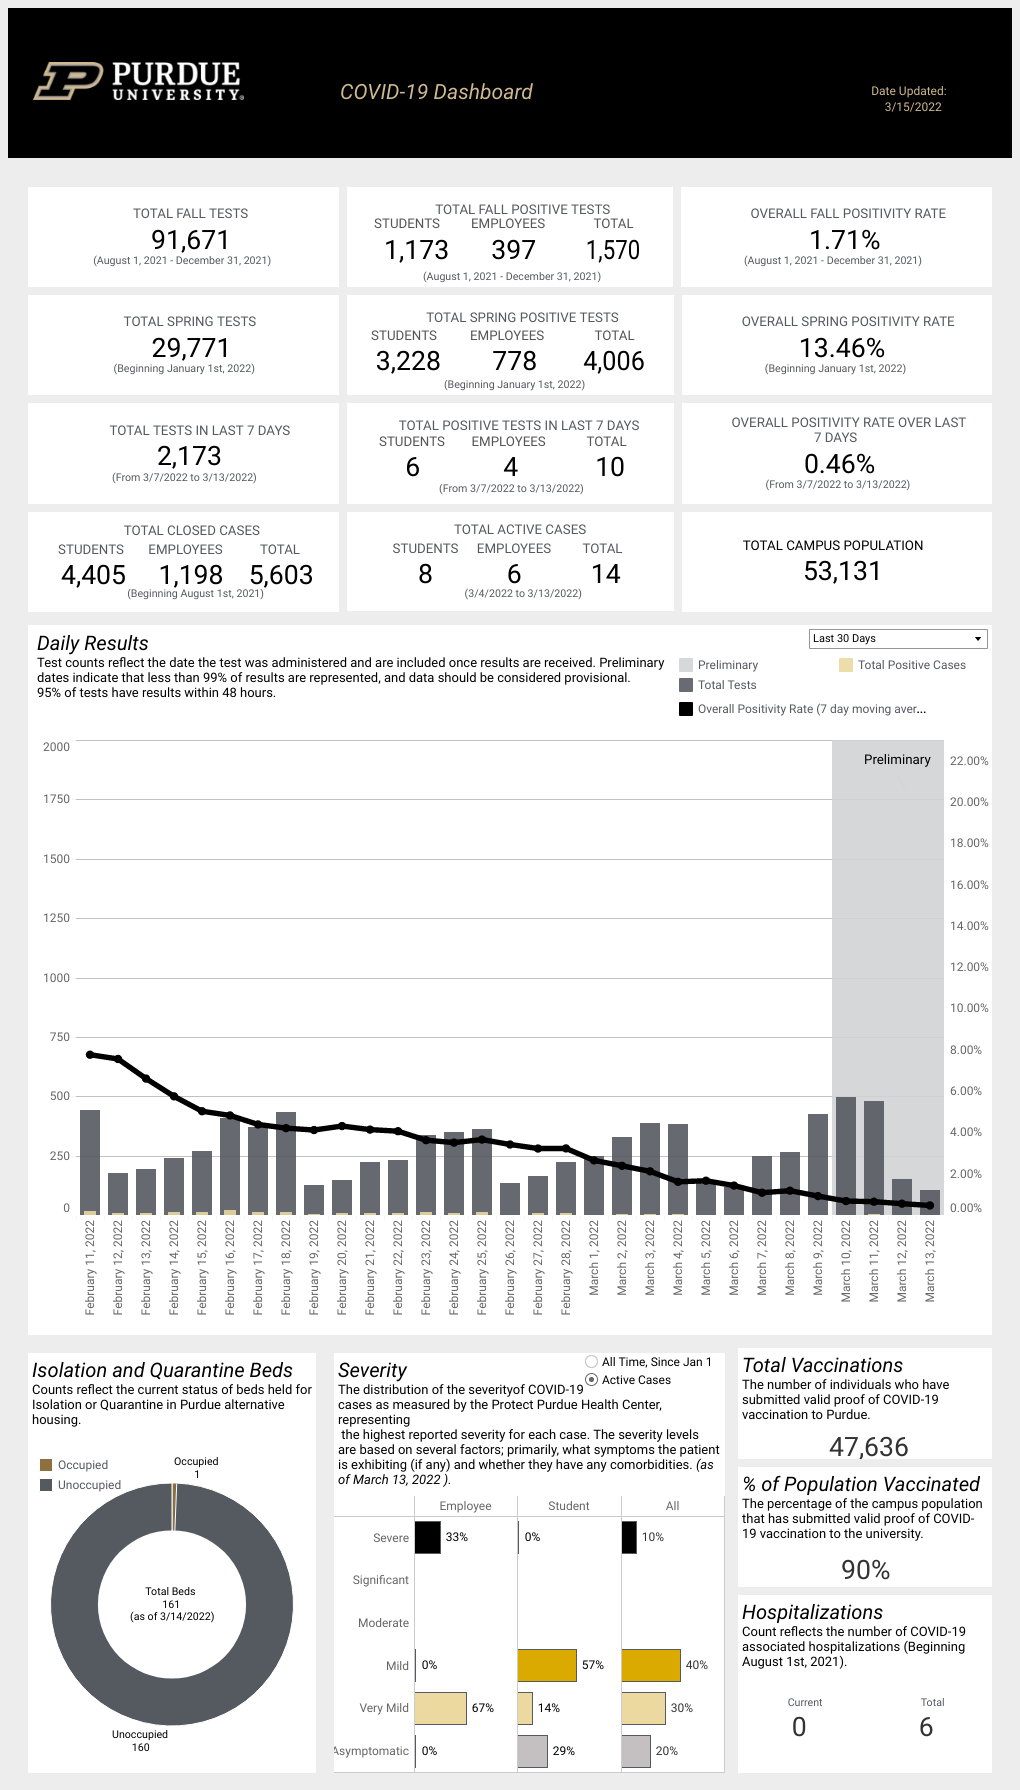 PURDUE
UNIVERSITY®
COVID-19 Dashboard
Date Updated:
3/15/2022
TOTAL FALL TESTS
91,671
(August 1, 2021 - December 31, 2021)
TOTAL FALL POSITIVE TESTS
STUDENTS EMPLOYEES TOTAL
1,173 397 1,570
(August 1, 2021 - December 31, 2021)
OVERALL FALL POSITIVITY RATE
1.71%
(August 1, 2021 - December 31, 2021)
TOTAL SPRING TESTS
29,771
(Beginning January 1st, 2022)
TOTAL SPRING POSITIVE TESTS
STUDENTS EMPLOYEES TOTAL
3,228 778 4,006
(Beginning January 1st, 2022)
OVERALL SPRING POSITIVITY RATE
13.46%
(Beginning January 1st, 2022)
TOTAL TESTS IN LAST 7 DAYS
2,173
(From 3/7/2022 to 3/13/2022)
TOTAL POSITIVE TESTS IN LAST 7 DAYS
STUDENTS EMPLOYEES TOTAL
6 4 10
(From 3/7/2022 to 3/13/2022)
OVERALL POSITIVITY RATE OVER LAST
7 DAYS
0.46%
(From 3/7/2022 to 3/13/2022)
TOTAL CLOSED CASES
STUDENTS EMPLOYEES TOTAL
4,405 1,198 5,603
(Beginning August 1st, 2021)
TOTAL ACTIVE CASES
STUDENTS EMPLOYEES TOTAL
8 6 14
(3/4/2022 to 3/13/2022)
TOTAL CAMPUS POPULATION
53,131
Daily Results
Test counts reflect the date the test was administered and are included once results are received. Preliminary
dates indicate that less than 99% of results are represented, and data should be considered provisional.
95% of tests have results within 48 hours.
Last 30 Days
Preliminary Total Positive Cases
Total Tests
Overall Positivity Rate (7 day moving aver...
Preliminary
2000
1750
1500
1250
1000
750
500
250
0
22.00%
20.00%
18.00%
16.00%
14.00%
12.00%
10.00%
8.00%
6.00%
4.00%
2.00%
0.00%
February 11, 2022
February 12, 2022
February 13, 2022
February 14, 2022
February 15, 2022
February 16, 2022
February 17, 2022
February 18, 2022
February 19, 2022
February 20, 2022
February 21, 2022
February 22, 2022
February 23, 2022
February 24, 2022
February 25, 2022
February 26, 2022
February 27, 2022
February 28, 2022
March 1, 2022
March 2, 2022
March 3, 2022
March 4, 2022
March 5, 2022
March 6, 2022
March 7, 2022
March 8, 2022
March 9, 2022
March 10, 2022
March 11, 2022
March 12, 2022
March 13, 2022
Isolation and Quarantine Beds
Counts reflect the current status of beds held for
Isolation or Quarantine in Purdue alternative
housing.
Occupied
Unoccupied
Occupied
1
Total Beds
161
(as of 3/14/2022)
Unoccupied
160
Severity
All Time, Since Jan 1
Active Cases
The distribution of the severityof COVID-19
cases as measured by the Protect Purdue Health Center,
representing
the highest reported severity for each case. The severity levels
are based on several factors; primarily, what symptoms the patient
is exhibiting (if any) and whether they have any comorbidities. (as
of March 13, 2022 ).
Employee Student All
Severe 33% 0% 10%
Significant
Moderate
Mild 0% 57% 40%
Very Mild 67% 14% 30%
Asymptomatic 0% 29% 20%
Total Vaccinations
The number of individuals who have
submitted valid proof of COVID-19
vaccination to Purdue.
47,636
% of Population Vaccinated
The percentage of the campus population
that has submitted valid proof of COVID-
19 vaccination to the university.
90%
Hospitalizations
Count reflects the number of COVID-19
associated hospitalizations (Beginning
August 1st, 2021).
Current Total
0 6